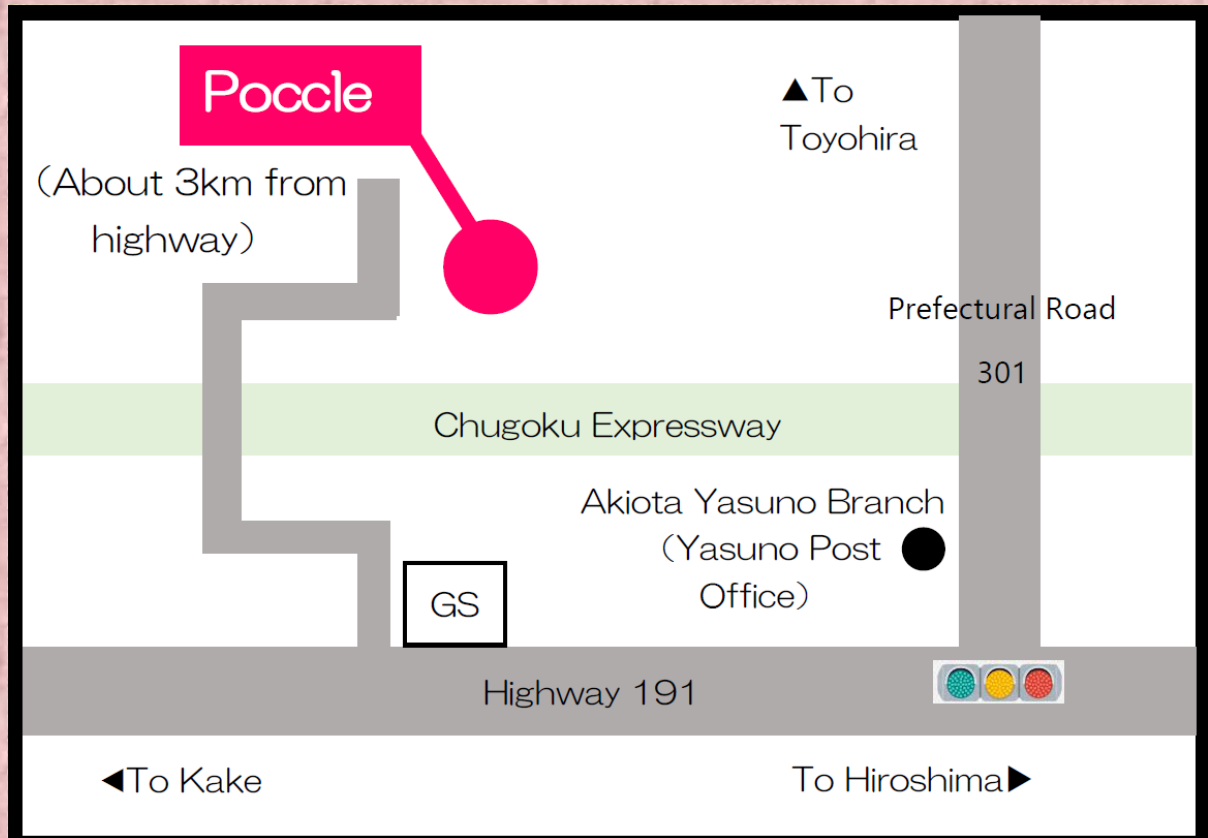 Poccle
▲To
Toyohira
（About 3km from
highway）
Prefectural Road
301
Chugoku Expressway
Akiota Yasuno Branch
（Yasuno Post
Office）
GS
Highway 191
◀To Kake
To Hiroshima▶